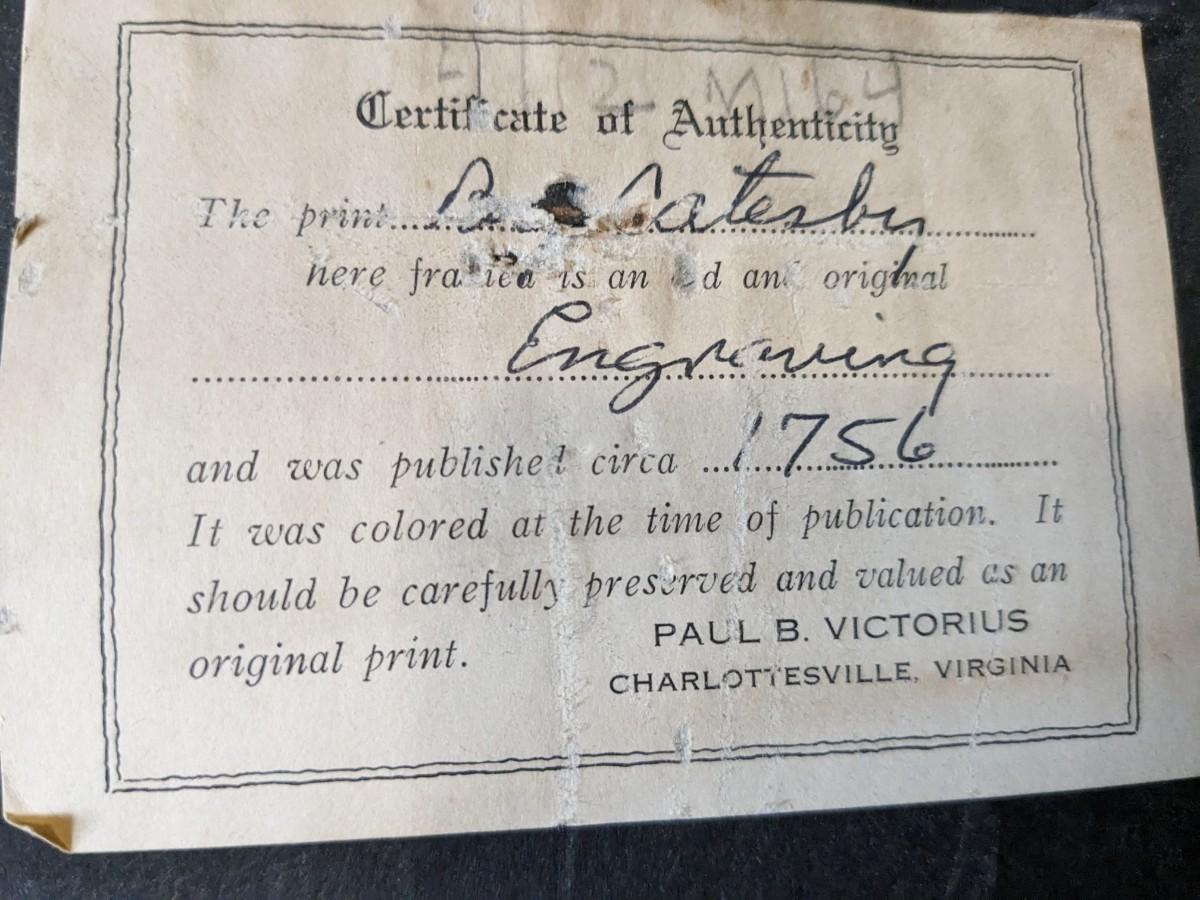 Certificate of Authenticity
The print Catesby
here framed is an old and original
Engraving
and was published circa 1756
It was colored at the time of publication. It
should be carefully preserved and valued as an
original print.
PAUL B. VICTORIUS
CHARLOTTESVILLE, VIRGINIA